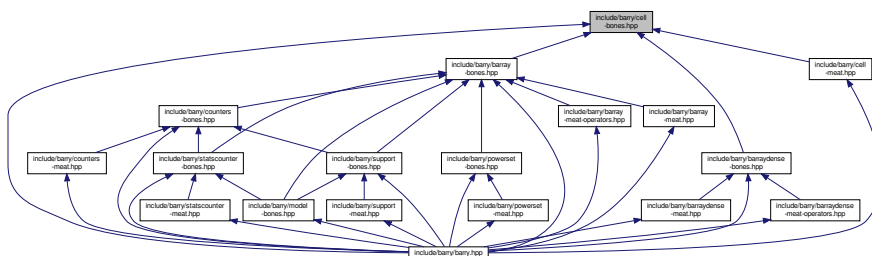 include/barry/cell
-bones.hpp
include/barry/barray
-bones.hpp
include/barry/cell
-meat.hpp
include/barry/counters
-bones.hpp
include/barry/barray
-meat-operators.hpp
include/barry/barray
-meat.hpp
include/barry/counters
-meat.hpp
include/barry/statscounter
-bones.hpp
include/barry/support
-bones.hpp
include/barry/powerset
-bones.hpp
include/barry/barraydense
-bones.hpp
include/barry/statscounter
-meat.hpp
include/barry/model
-bones.hpp
include/barry/support
-meat.hpp
include/barry/powerset
-meat.hpp
include/barry/barraydense
-meat.hpp
include/barry/barraydense
-meat-operators.hpp
include/barry/barry.hpp